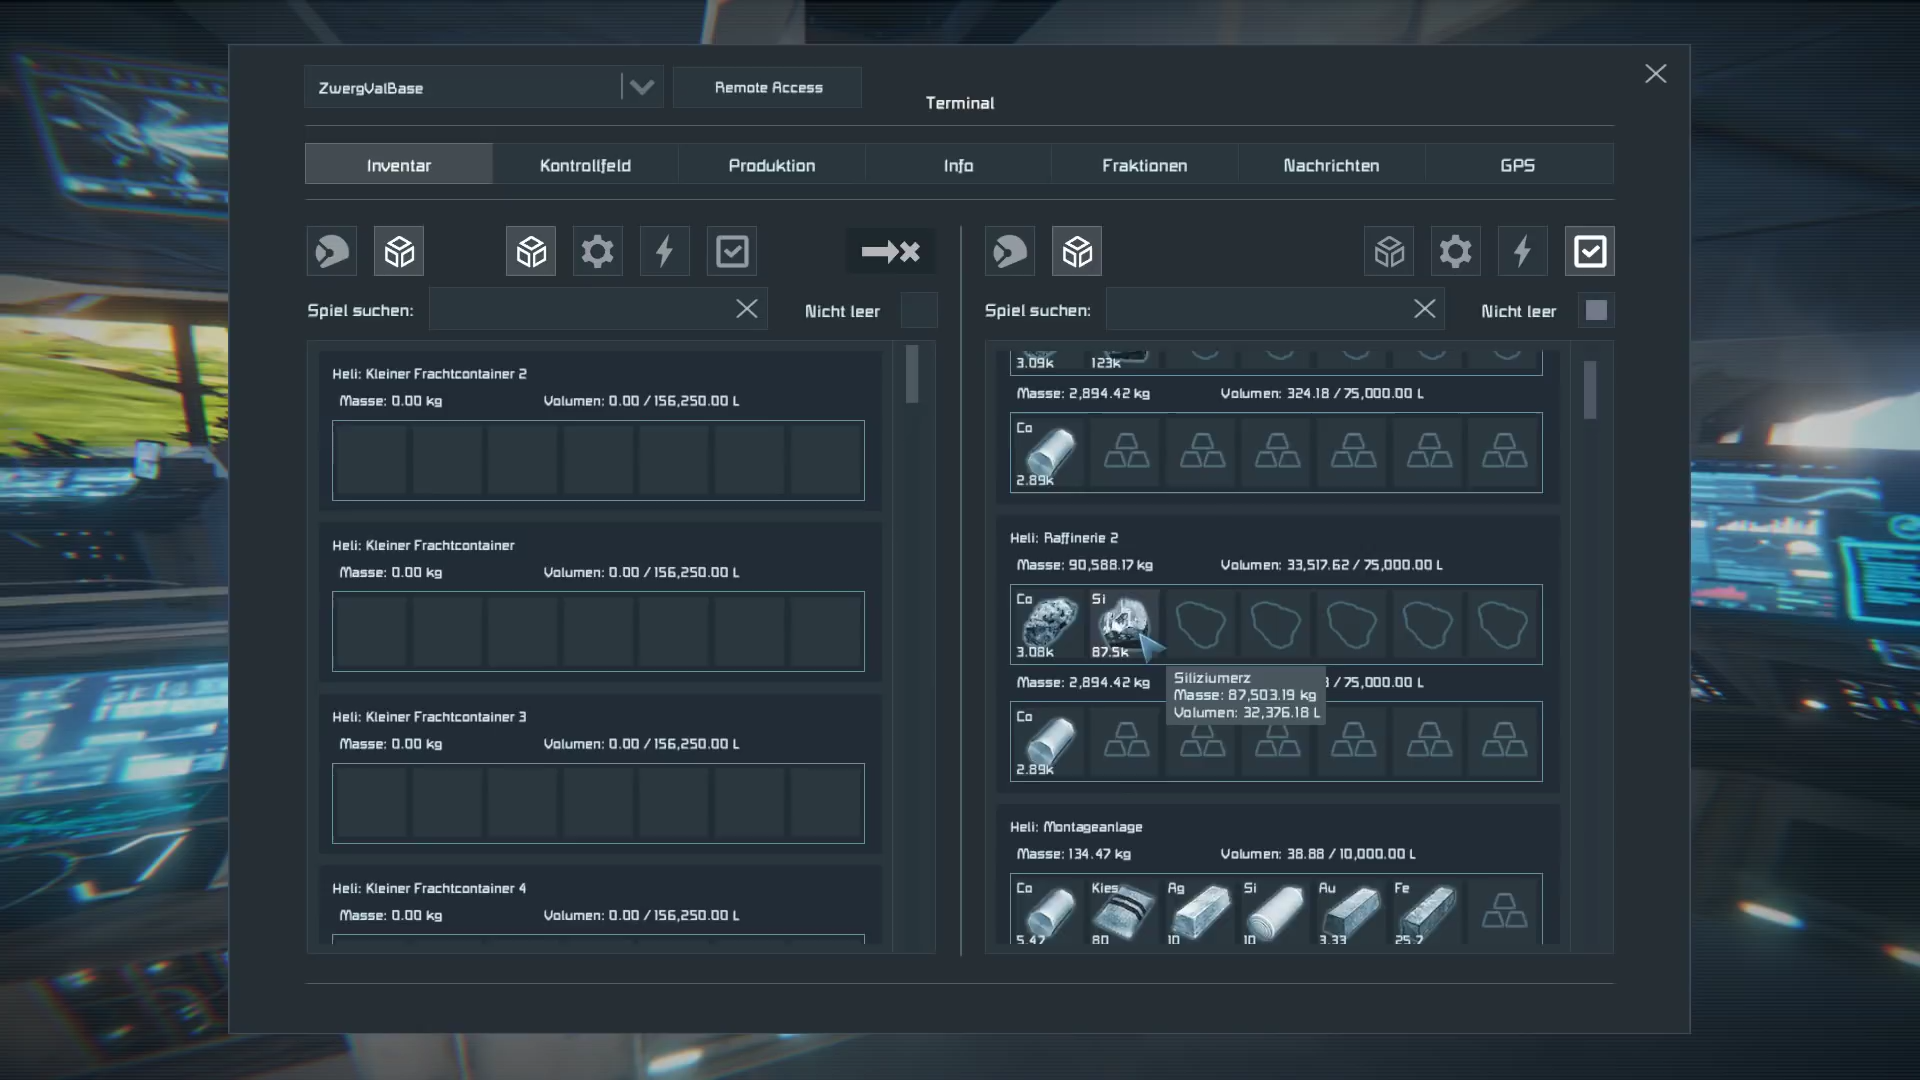 ZwergValBase
Remote Access
Terminal
Inventar
Kontrollfeld
Produktion
Info
Fraktionen
Nachrichten
GPS
Spiel suchen:
Nicht leer
Heli: Kleiner Frachtcontainer 2
Masse: 0.00 kg
Volumen: 0.00 / 156,250.00 L
Heli: Kleiner Frachtcontainer
Masse: 0.00 kg
Volumen: 0.00 / 156,250.00 L
Heli: Kleiner Frachtcontainer 3
Masse: 0.00 kg
Volumen: 0.00 / 156,250.00 L
Heli: Kleiner Frachtcontainer 4
Masse: 0.00 kg
Volumen: 0.00 / 156,250.00 L
Spiel suchen:
Nicht leer
3.09k
123k
Masse: 2,894.42 kg
Volumen: 324.18 / 75,000.00 L
Co
2.89k
Heli: Raffinerie 2
Masse: 90,588.17 kg
Volumen: 33,517.62 / 75,000.00 L
Co
3.08k
Si
87.5k
Masse: 2,894.42 kg
/ 75,000.00 L
Siliziumerz
Masse: 87,503.19 kg
Volumen: 32,376.18 L
Co
2.89k
Heli: Montageanlage
Masse: 134.47 kg
Volumen: 38.88 / 10,000.00 L
Co
5.47
Kies
80
Ag
10
Si
10
Au
3.33
Fe
25.7